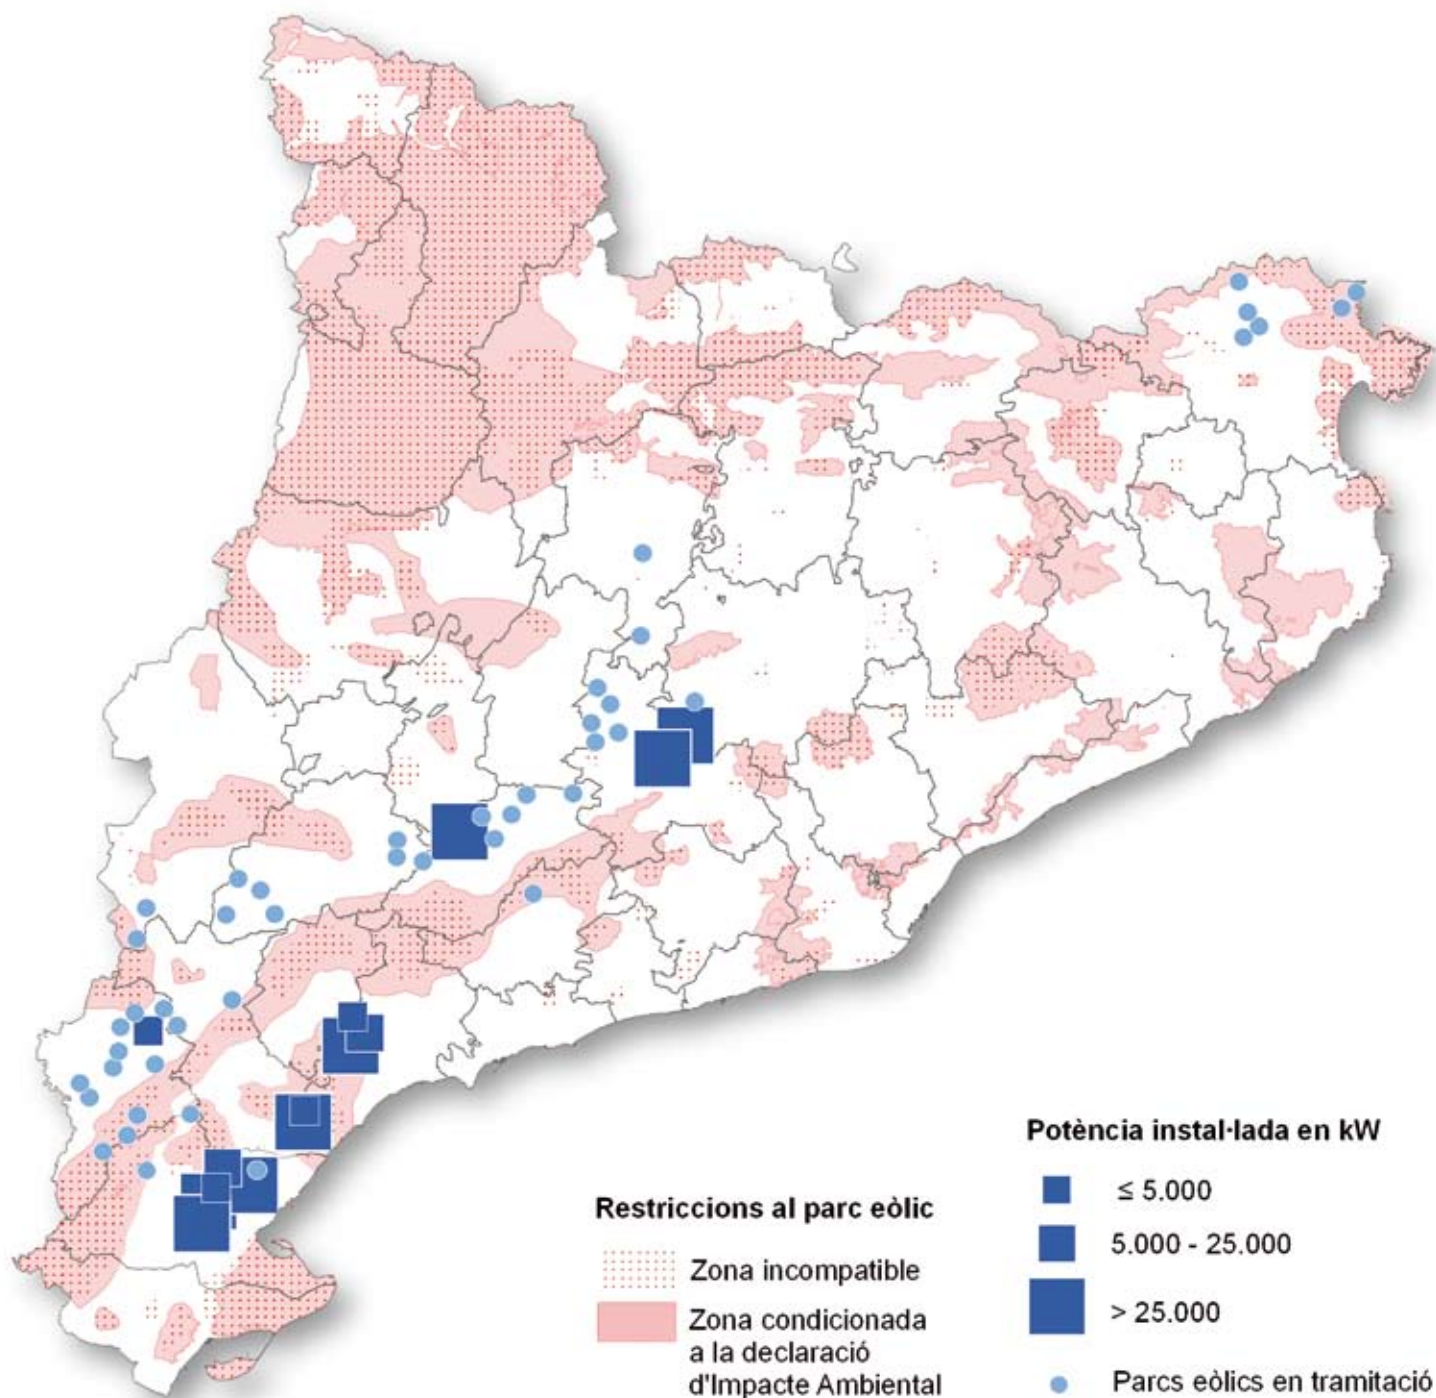 Restriccions al parc eòlic
Zona incompatible
Zona condicionada
a la declaració
d'Impacte Ambiental
Potència instal·lada en kW
≤ 5.000
5.000 - 25.000
> 25.000
Parcs eòlics en tramitació